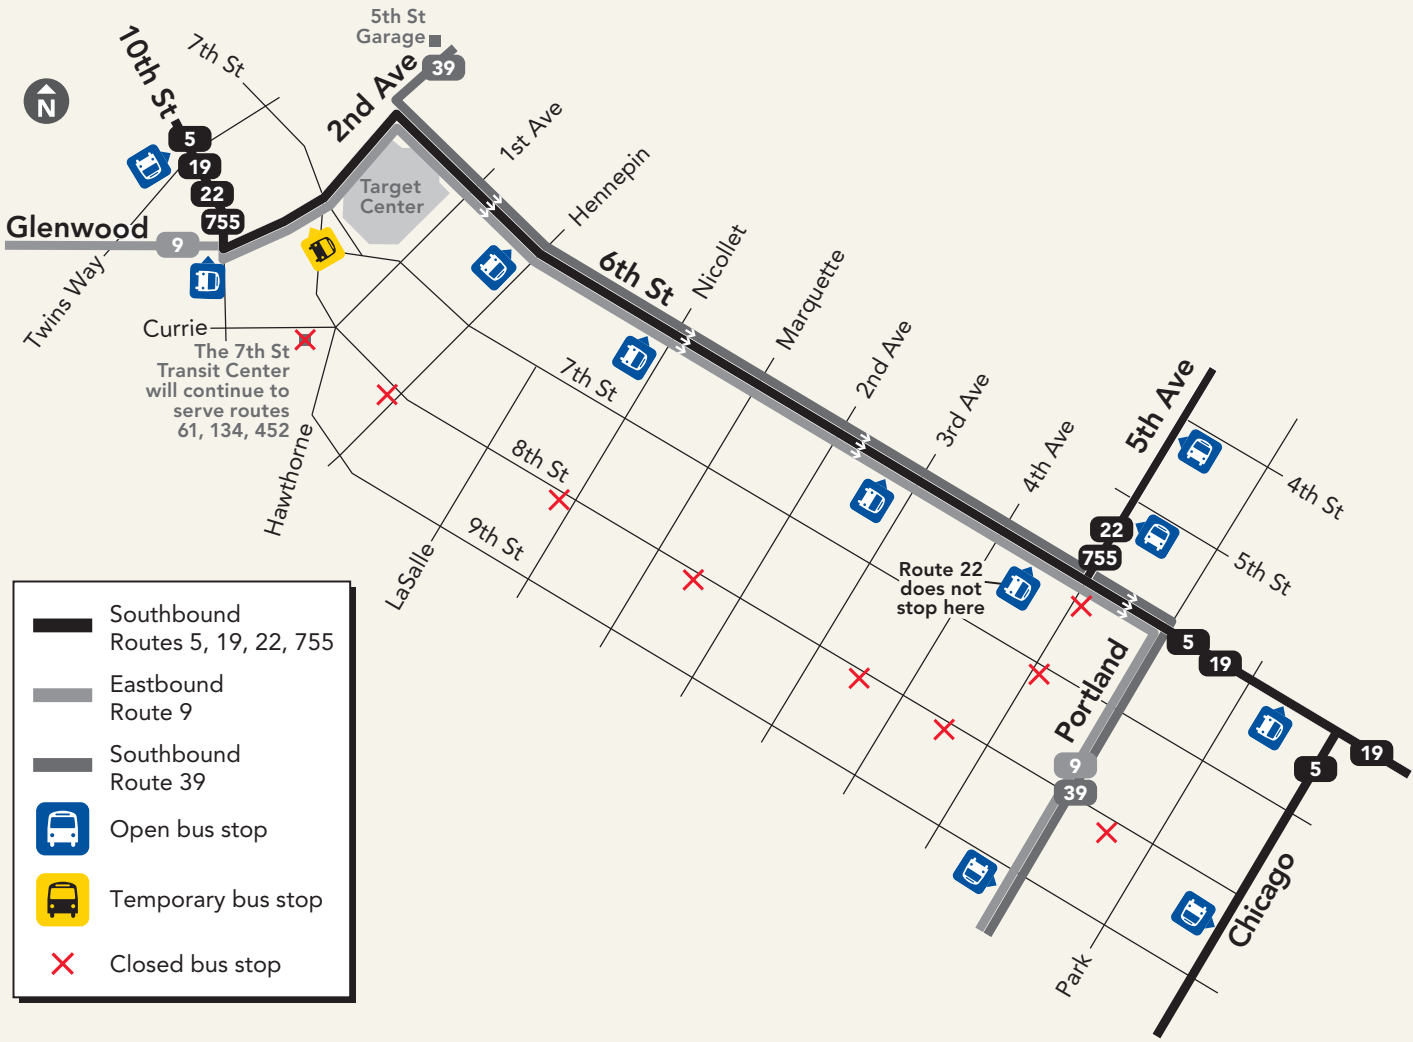 5th St
Garage
39
10th St
7th St
2nd Ave
N
5
19
22
755
1st Ave
Target
Center
Hennepin
Glenwood
9
Twins Way
6th St
Nicollet
Marquette
Currie
The 7th St
Transit Center
will continue to
serve routes
61, 134, 452
7th St
2nd Ave
3rd Ave
5th Ave
4th Ave
Hawthorne
8th St
9th St
LaSalle
4th St
22
755
5th St
Route 22
does not
stop here
5
19
Portland
9
39
19
5
Chicago
Park
Southbound
Routes 5, 19, 22, 755
Eastbound
Route 9
Southbound
Route 39
Open bus stop
Temporary bus stop
Closed bus stop